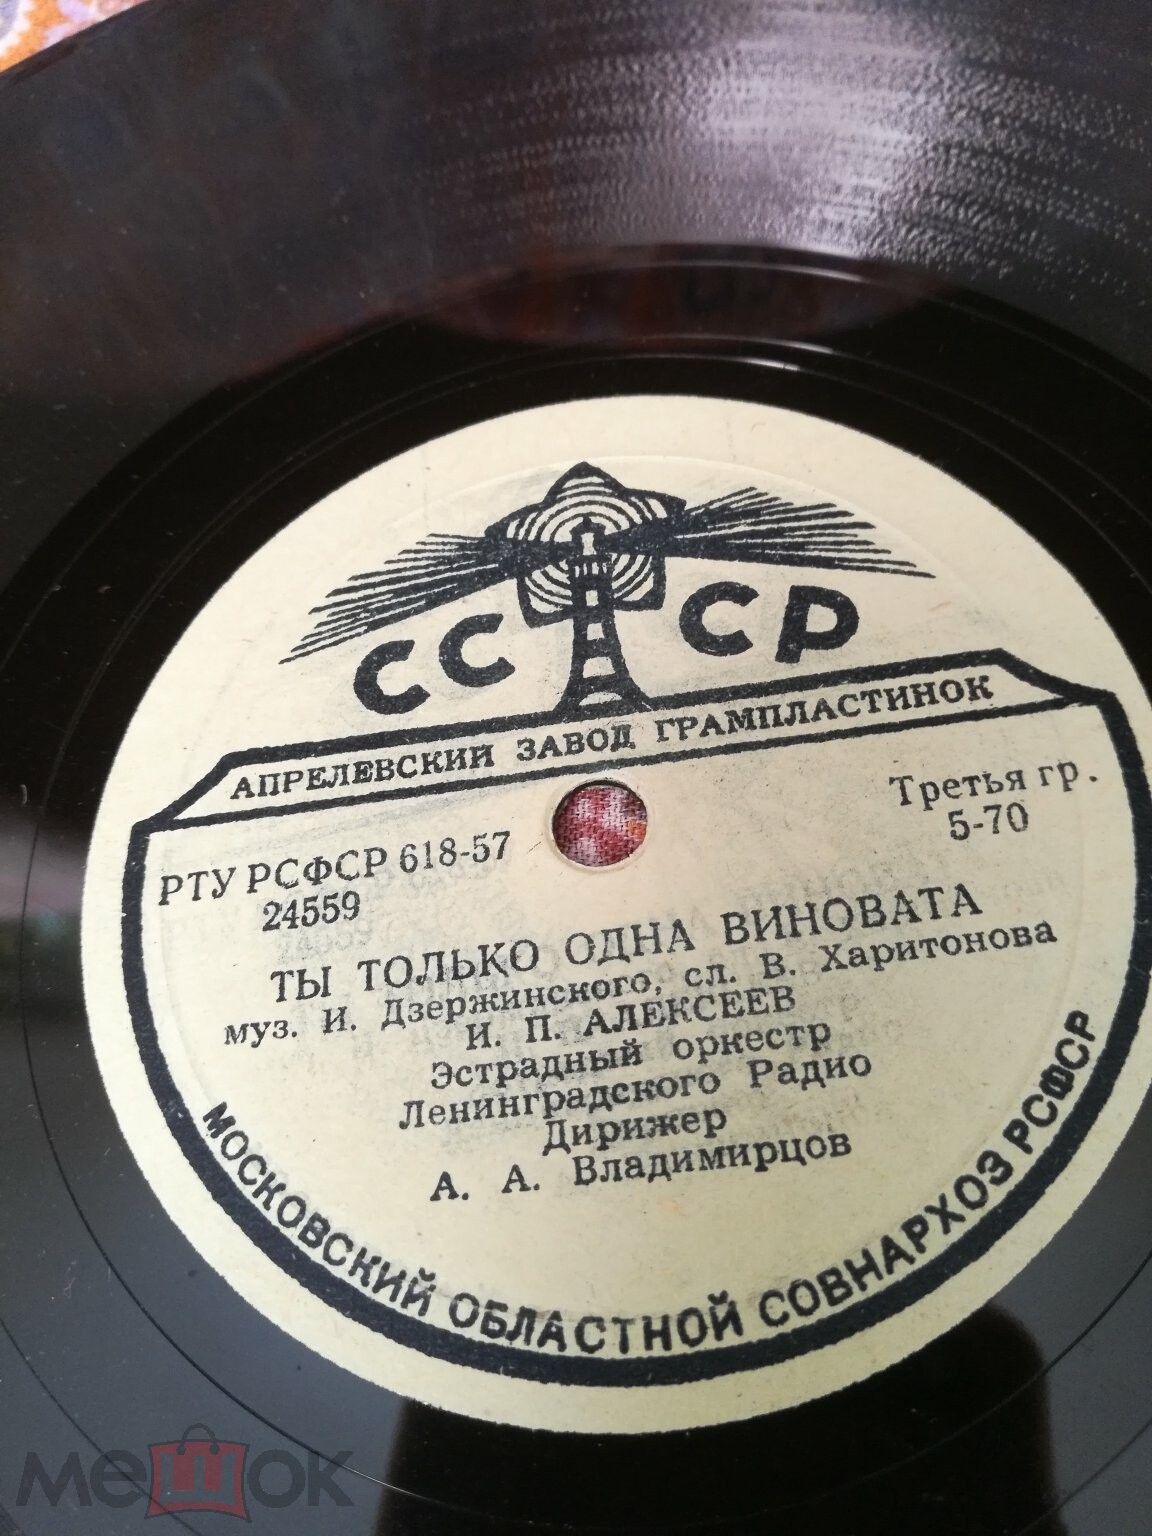 СССР
АПРЕЛЕВСКИЙ ЗАВОД ГРАМПЛАСТИНОК
Третья гр.
5-70
РТУ РСФСР 618-57
24559
ТЫ ТОЛЬКО ОДНА ВИНОВАТА
муз. И. Дзержинского, сл. В. Харитонова
И. П. АЛЕКСЕЕВ
Эстрадный оркестр
Ленинградского Радио
Дирижер
А. А. Владимирцов
МОСКОВСКИЙ ОБЛАСТНОЙ СОВНАРХОЗ РСФСР
мешок